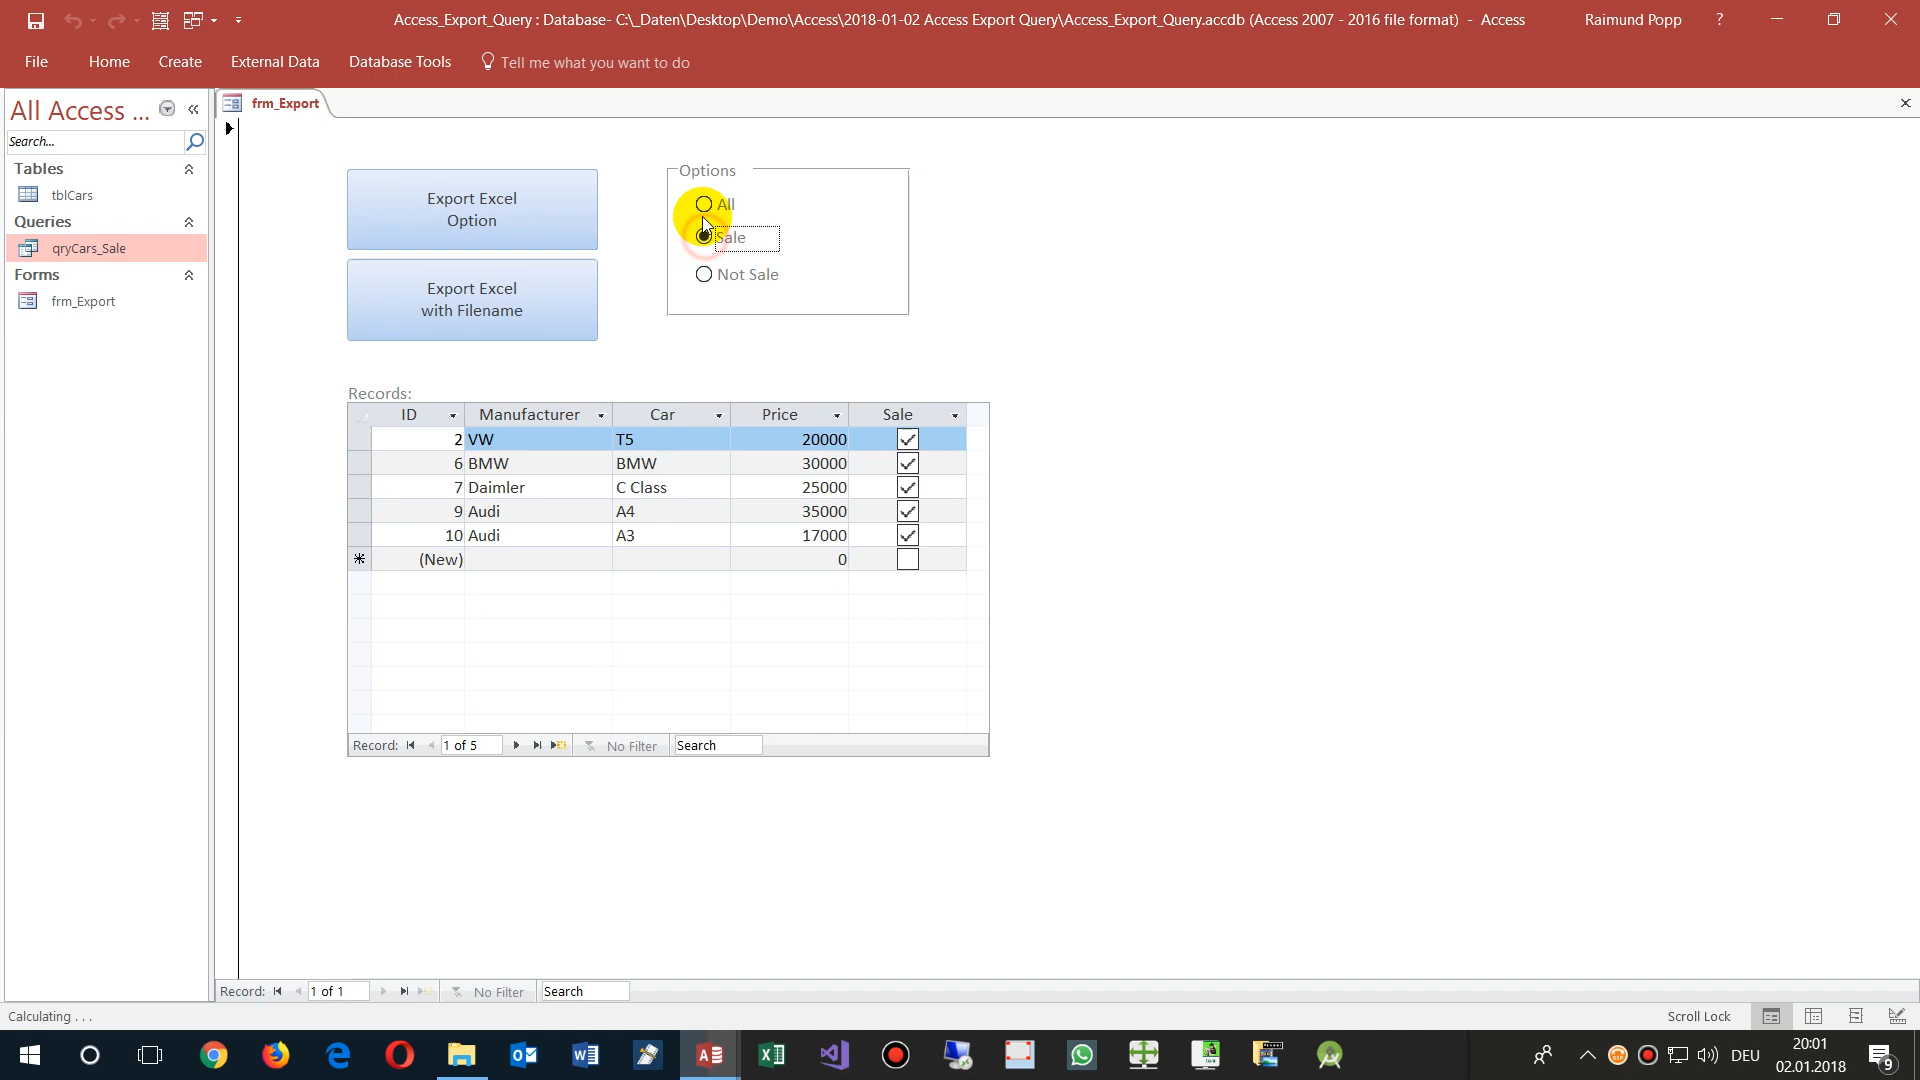 Access_Export_Query : Database- C:\_Daten\Desktop\Demo\Access\2018-01-02 Access Export Query\Access_Export_Query.accdb (Access 2007 - 2016 file format) - Access
Raimund Popp
?
File Home Create External Data Database Tools Tell me what you want to do
All Access ...
Search...
Tables
tblCars
Queries
qryCars_Sale
Forms
frm_Export
frm_Export
Export Excel
Option
Export Excel
with Filename
Options
All
Sale
Not Sale
Records:
ID Manufacturer Car Price Sale
2 VW T5 20000
6 BMW BMW 30000
7 Daimler C Class 25000
9 Audi A4 35000
10 Audi A3 17000
(New) 0
Record: 1 of 5 No Filter Search
Record: 1 of 1 No Filter Search
Calculating . . .
Scroll Lock
DEU
20:01
02.01.2018
9